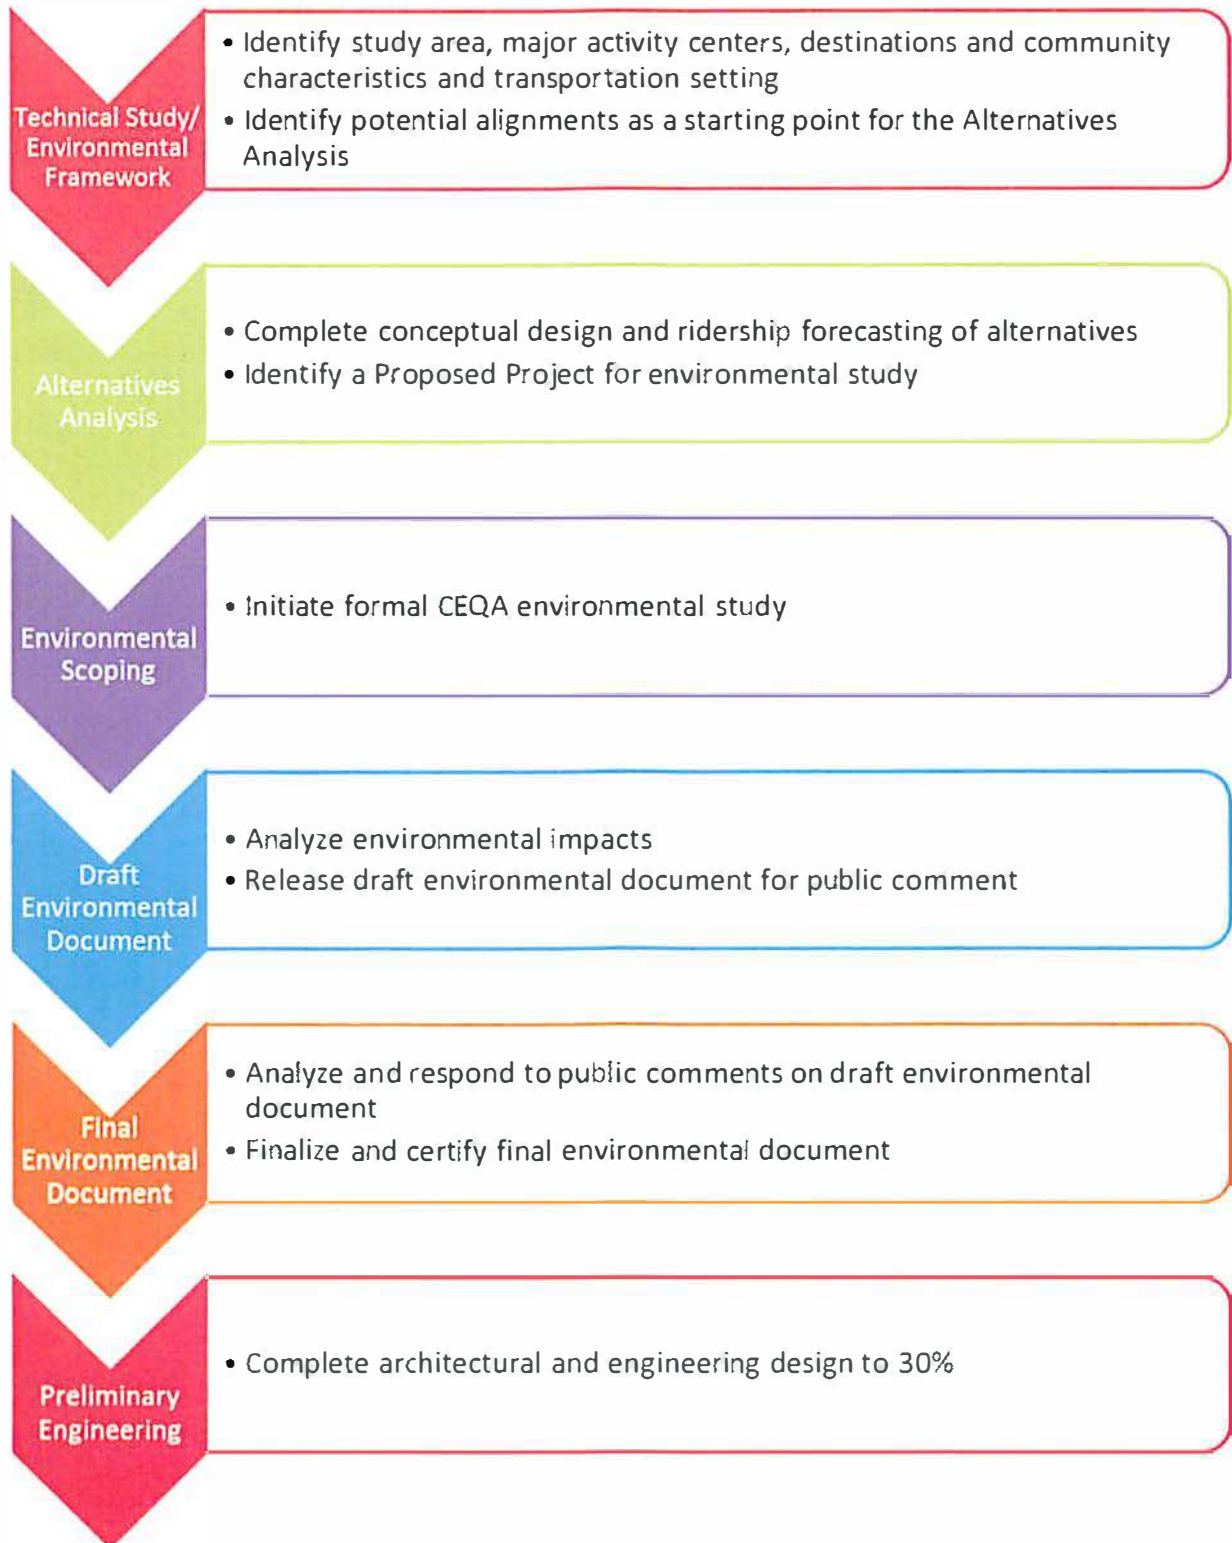 Technical Study/
Environmental
Framework
• Identify study area, major activity centers, destinations and community
characteristics and transportation setting
• Identify potential alignments as a starting point for the Alternatives
Analysis
Alternatives
Analysis
• Complete conceptual design and ridership forecasting of alternatives
• Identify a Proposed Project for environmental study
Environmental
Scoping
• Initiate formal CEQA environmental study
Draft
Environmental
Document
• Analyze environmental impacts
• Release draft environmental document for public comment
Final
Environmental
Document
• Analyze and respond to public comments on draft environmental
document
• Finalize and certify final environmental document
Preliminary
Engineering
• Complete architectural and engineering design to 30%